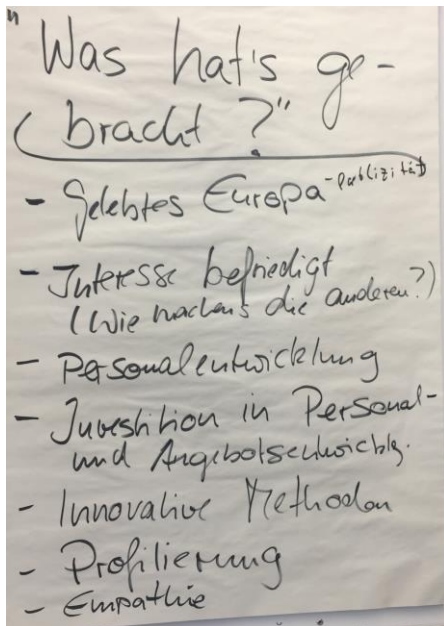 "Was hat's ge-
bracht?"
- Gelebtes Europa -publizität
- Interesse befriedigt
(Wie machen's die anderen?)
- Personalentwicklung
- Investition in Personal-
und Angebotsentwicklg.
- Innovative Methoden
- Profilierung
- Empathie